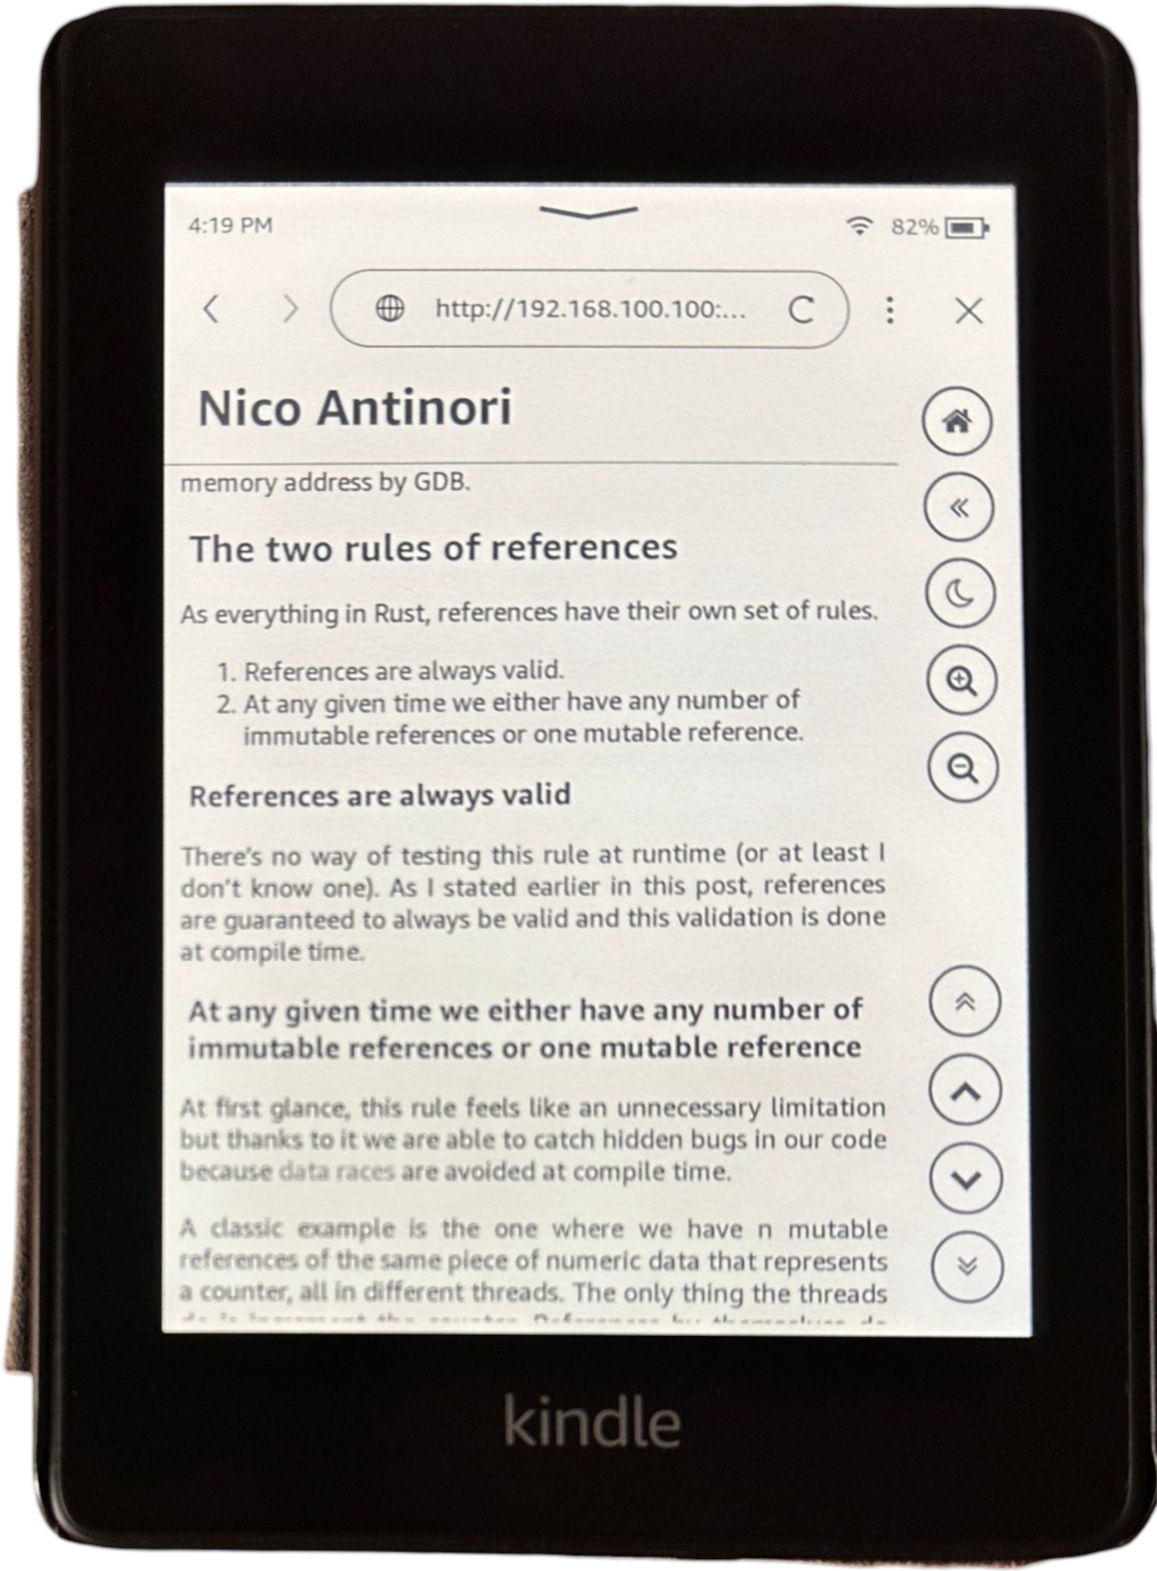 4:19 PM
82%
http://192.168.100.100:...
Nico Antinori
memory address by GDB.
The two rules of references
As everything in Rust, references have their own set of rules.
1. References are always valid.
2. At any given time we either have any number of
immutable references or one mutable reference.
References are always valid
There's no way of testing this rule at runtime (or at least I
don't know one). As I stated earlier in this post, references
are guaranteed to always be valid and this validation is done
at compile time.
At any given time we either have any number of
immutable references or one mutable reference
At first glance, this rule feels like an unnecessary limitation
but thanks to it we are able to catch hidden bugs in our code
because data races are avoided at compile time.
A classic example is the one where we have n mutable
references of the same piece of numeric data that represents
a counter, all in different threads. The only thing the threads
kindle